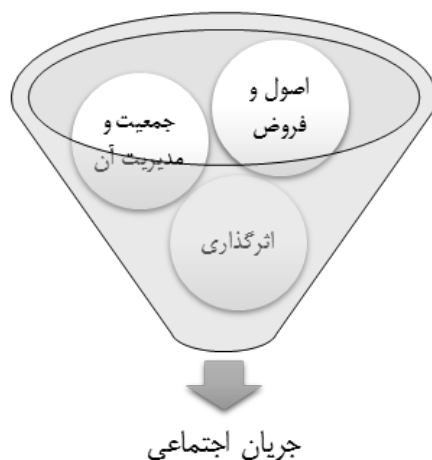 اصول و
فروض
جمعیت و
مدیریت آن
اثرگذاری
جریان اجتماعی